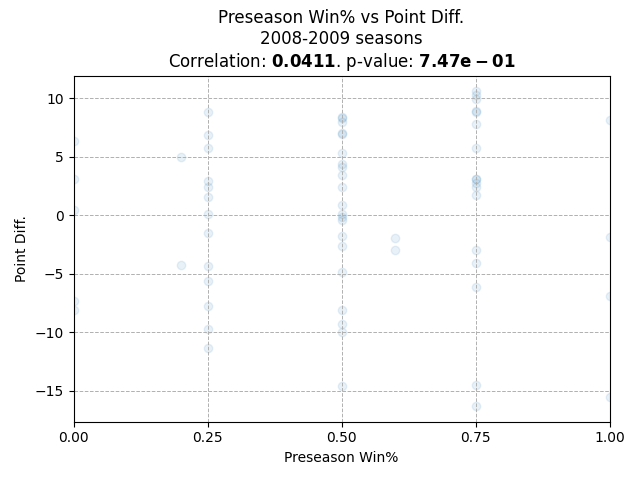 Preseason Win% vs Point Diff.
2008-2009 seasons
Correlation: 0.0411. p-value: 7.47e − 01
10
5
0
−5
−10
−15
Point Diff.
0.00 0.25 0.50 0.75 1.00
Preseason Win%